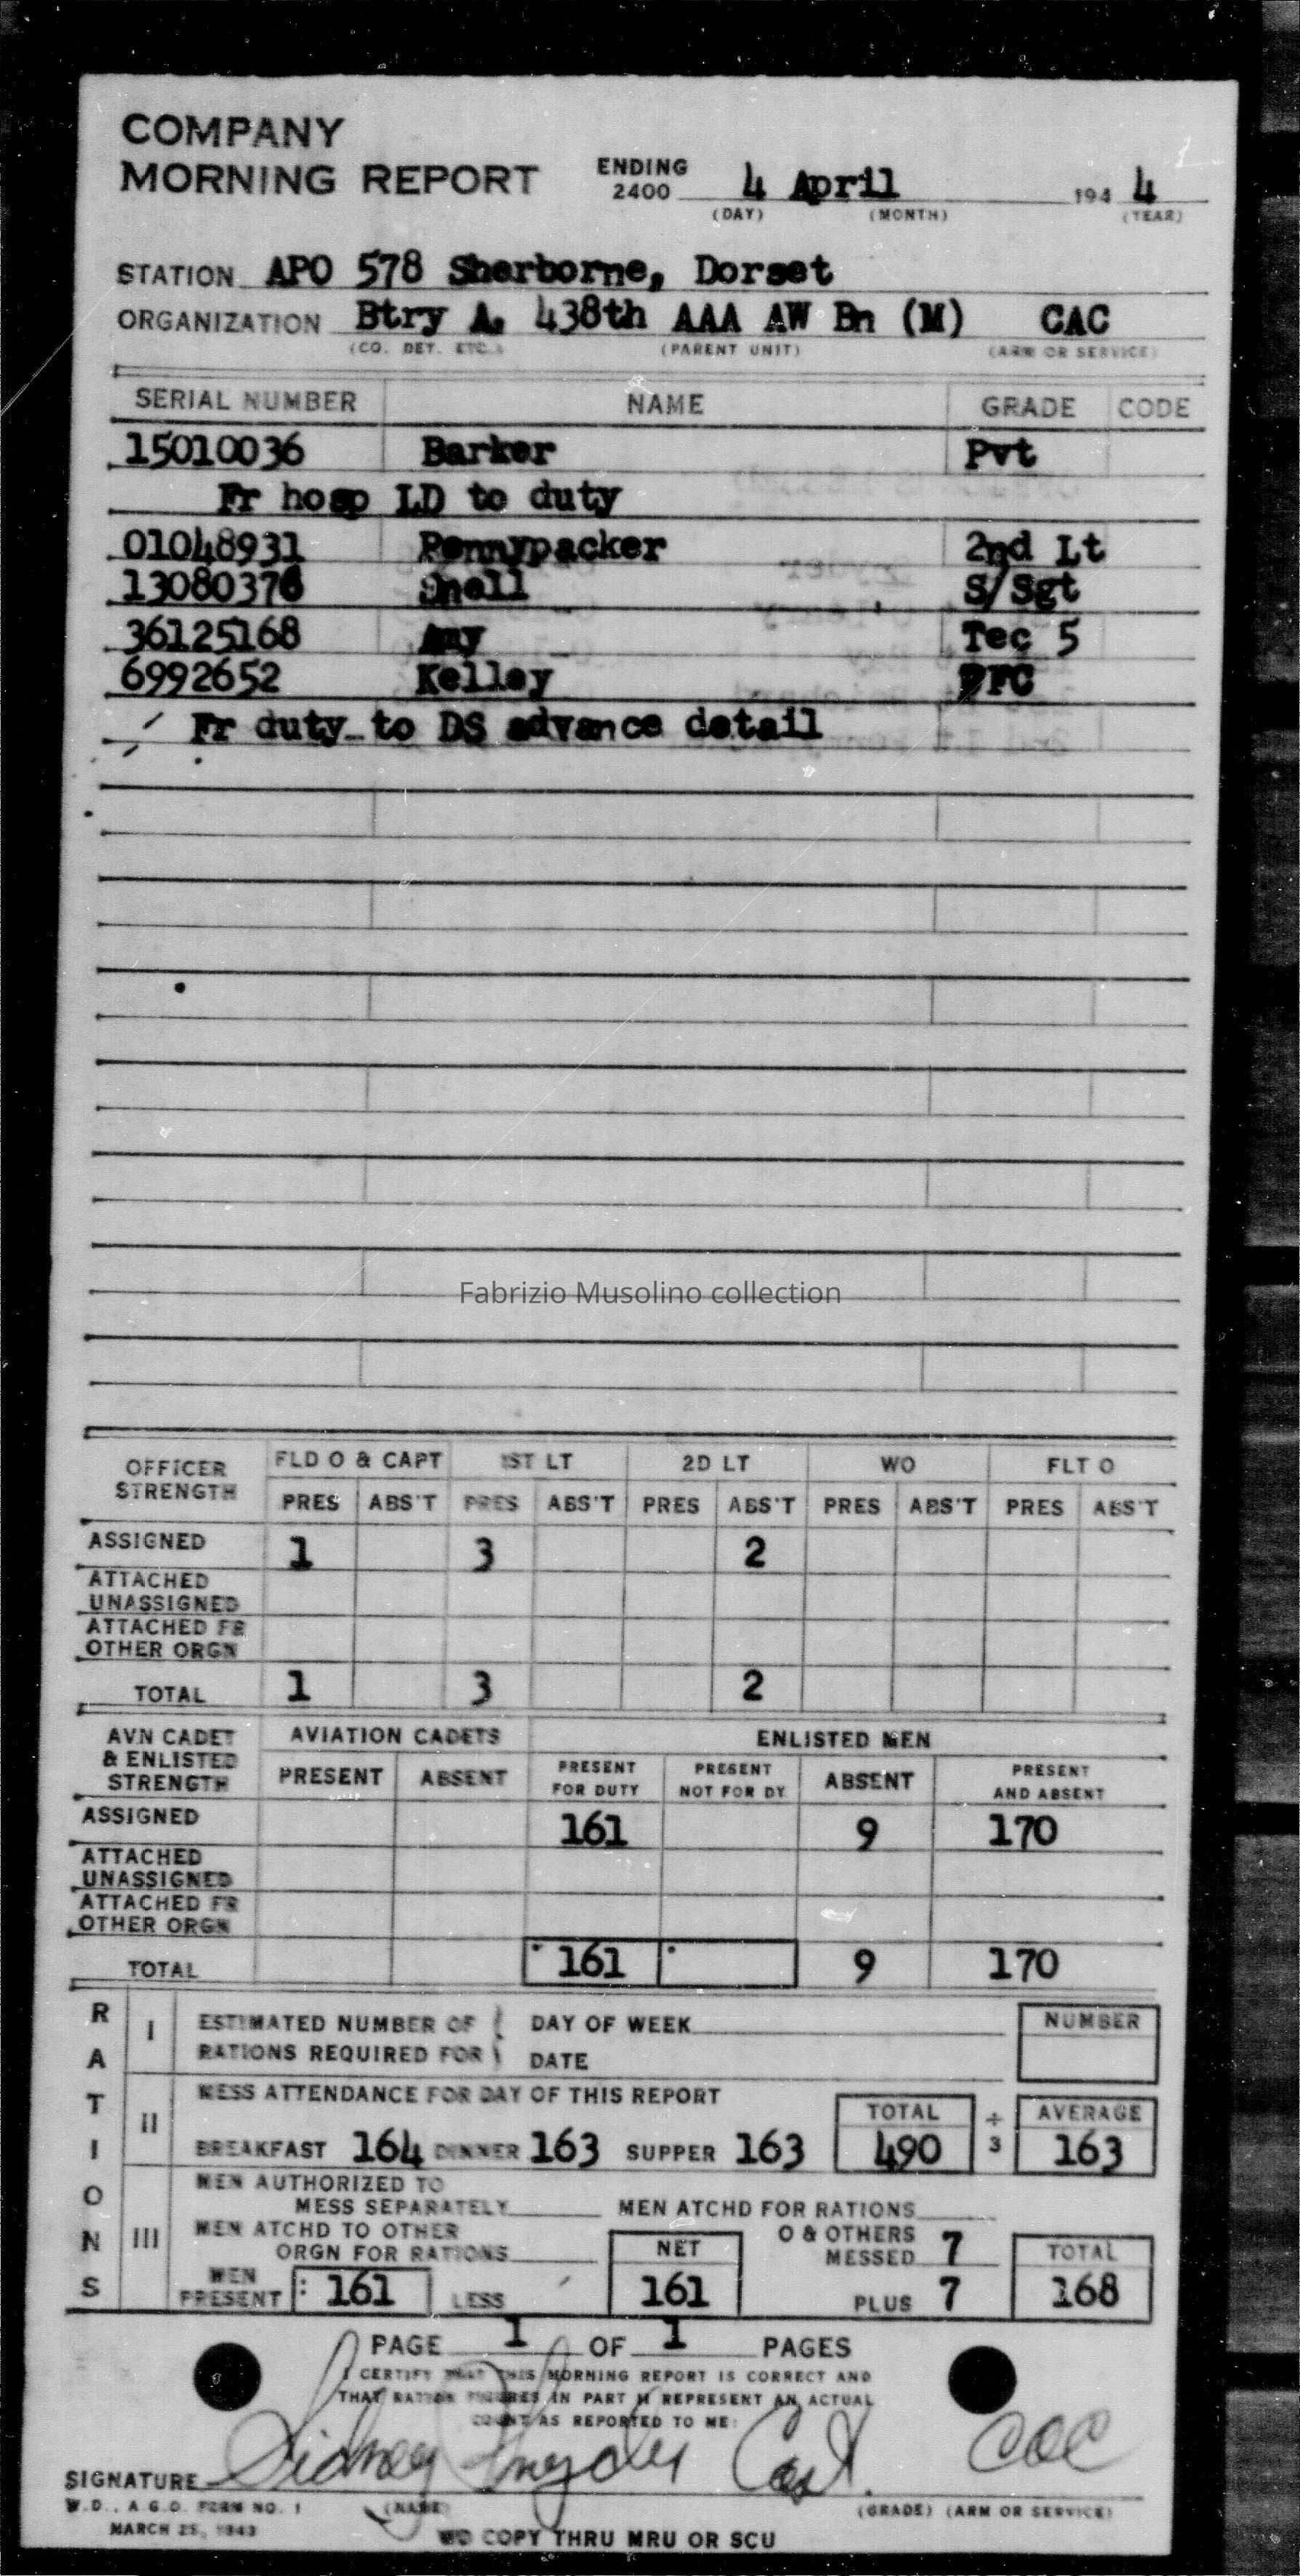 COMPANY
MORNING REPORT ENDING 2400 4 April 194 4
(DAY) (MONTH) (YEAR)
STATION APO 578 Sherborne, Dorset
ORGANIZATION Btry A, 438th AAA AW Bn (M) CAC
(CO. DET. ETC.) (PARENT UNIT) (ARM OR SERVICE)
SERIAL NUMBER NAME GRADE CODE
15010036 Barker Pvt
Fr hosp LD to duty
01048931 Pennypacker 2nd Lt
13080376 Snell S/Sgt
36125168 Tec 5
6992652 Kelley PFC
Fr duty to DS advance detail
Fabrizio Musolino collection
OFFICER STRENGTH FLD O & CAPT 1ST LT 2D LT WO FLT O
PRES ABS'T PRES ABS'T PRES ABS'T PRES ABS'T PRES ABS'T
ASSIGNED 1 3 2
ATTACHED UNASSIGNED
ATTACHED FR OTHER ORGN
TOTAL 1 3 2
AVN CADET & ENLISTED STRENGTH AVIATION CADETS ENLISTED MEN
PRESENT ABSENT PRESENT FOR DUTY PRESENT NOT FOR DY ABSENT PRESENT AND ABSENT
ASSIGNED 161 9 170
ATTACHED UNASSIGNED
ATTACHED FR OTHER ORGN
TOTAL 161 9 170
RATIONS
I ESTIMATED NUMBER OF DAY OF WEEK NUMBER
RATIONS REQUIRED FOR DATE
II MESS ATTENDANCE FOR DAY OF THIS REPORT TOTAL ÷ AVERAGE
BREAKFAST 164 DINNER 163 SUPPER 163 490 3 163
III MEN AUTHORIZED TO
MESS SEPARATELY MEN ATCHD FOR RATIONS
MEN ATCHD TO OTHER O & OTHERS
ORGN FOR RATIONS NET MESSED 7 TOTAL
MEN PRESENT 161 LESS 161 PLUS 7 168
PAGE 1 OF 1 PAGES
I CERTIFY THAT THIS MORNING REPORT IS CORRECT AND
THAT RATION FIGURES IN PART II REPRESENT AN ACTUAL
COUNT AS REPORTED TO ME:
SIGNATURE Sidney Snyder Capt. CAC
W.D., A.G.O. FORM NO. 1 (NAME) (GRADE) (ARM OR SERVICE)
MARCH 25, 1943
WD COPY THRU MRU OR SCU